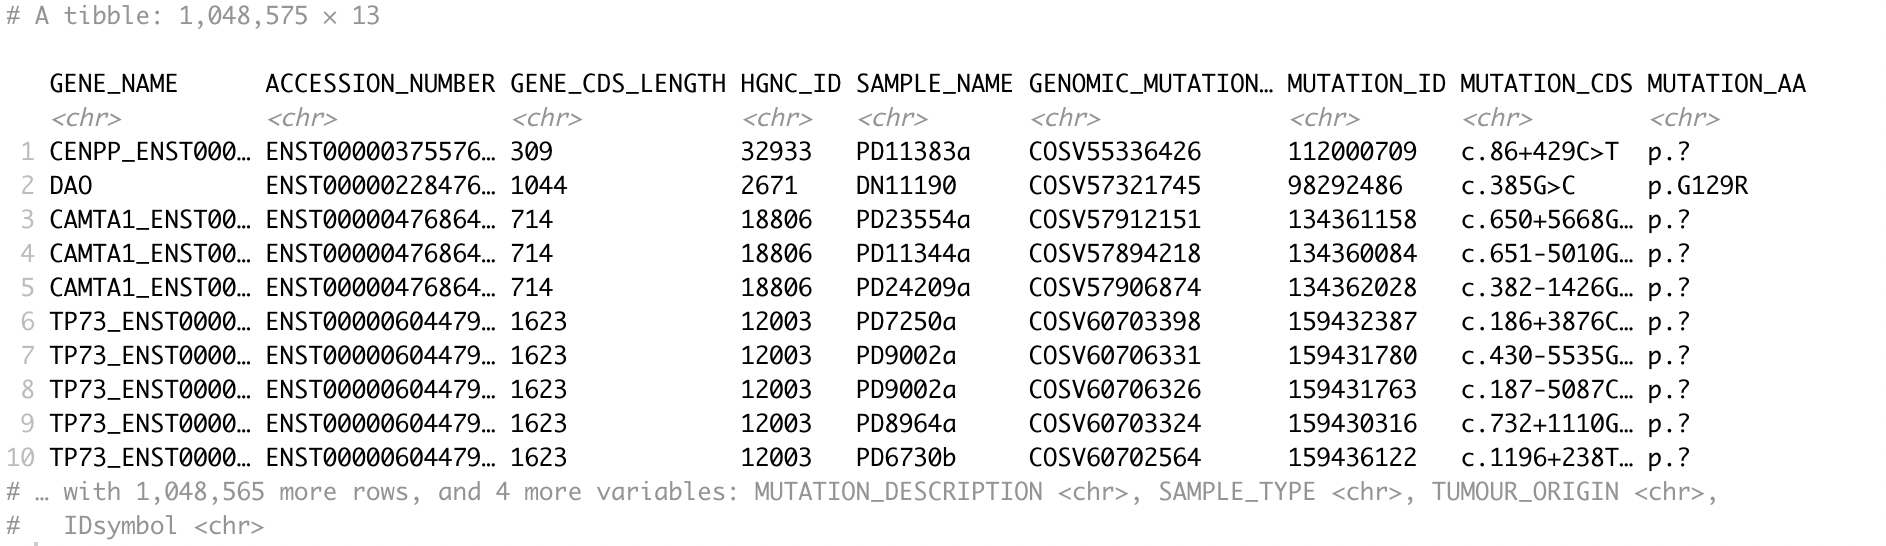 # A tibble: 1,048,575 × 13
GENE_NAME ACCESSION_NUMBER GENE_CDS_LENGTH HGNC_ID SAMPLE_NAME GENOMIC_MUTATION… MUTATION_ID MUTATION_CDS MUTATION_AA
<chr> <chr> <chr> <chr> <chr> <chr> <chr> <chr> <chr>
1 CENPP_ENST000… ENST00000375576… 309 32933 PD11383a COSV55336426 112000709 c.86+429C>T p.?
2 DAO ENST00000228476… 1044 2671 DN11190 COSV57321745 98292486 c.385G>C p.G129R
3 CAMTA1_ENST00… ENST00000476864… 714 18806 PD23554a COSV57912151 134361158 c.650+5668G… p.?
4 CAMTA1_ENST00… ENST00000476864… 714 18806 PD11344a COSV57894218 134360084 c.651-5010G… p.?
5 CAMTA1_ENST00… ENST00000476864… 714 18806 PD24209a COSV57906874 134362028 c.382-1426G… p.?
6 TP73_ENST0000… ENST00000604479… 1623 12003 PD7250a COSV60703398 159432387 c.186+3876C… p.?
7 TP73_ENST0000… ENST00000604479… 1623 12003 PD9002a COSV60706331 159431780 c.430-5535G… p.?
8 TP73_ENST0000… ENST00000604479… 1623 12003 PD9002a COSV60706326 159431763 c.187-5087C… p.?
9 TP73_ENST0000… ENST00000604479… 1623 12003 PD8964a COSV60703324 159430316 c.732+1110G… p.?
10 TP73_ENST0000… ENST00000604479… 1623 12003 PD6730b COSV60702564 159436122 c.1196+238T… p.?
# … with 1,048,565 more rows, and 4 more variables: MUTATION_DESCRIPTION <chr>, SAMPLE_TYPE <chr>, TUMOUR_ORIGIN <chr>,
# IDsymbol <chr>